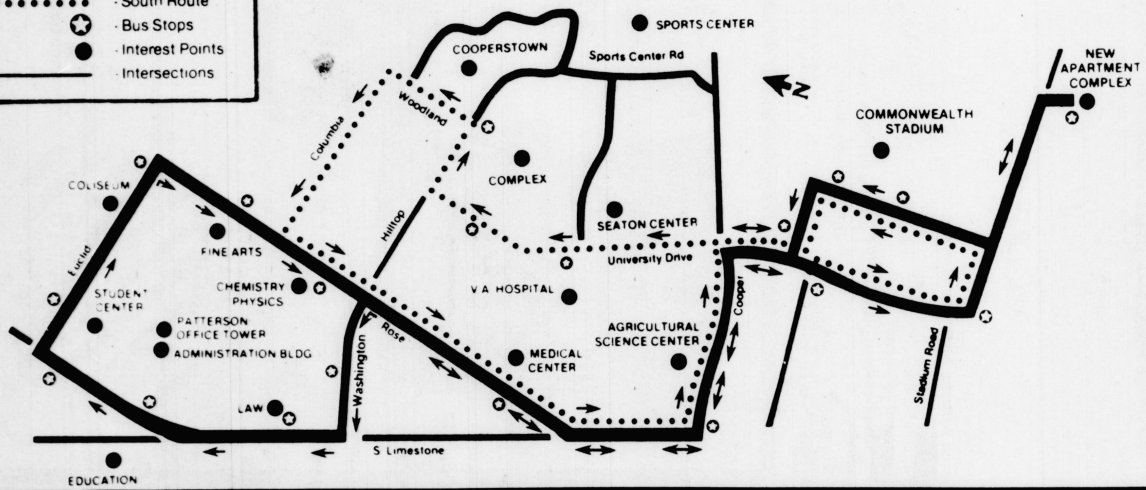 - South Route
- Bus Stops
- Interest Points
- Intersections
SPORTS CENTER
COOPERSTOWN
Sports Center Rd
NEW
APARTMENT
COMPLEX
N
Woodland
COMMONWEALTH
STADIUM
Columbia
COMPLEX
COLISEUM
Hilltop
SEATON CENTER
FINE ARTS
University Drive
Euclid
CHEMISTRY
PHYSICS
V.A. HOSPITAL
Cooper
STUDENT
CENTER
PATTERSON
OFFICE TOWER
ADMINISTRATION BLDG
Rose
Washington
AGRICULTURAL
SCIENCE CENTER
MEDICAL
CENTER
Stadium Road
LAW
S Limestone
EDUCATION